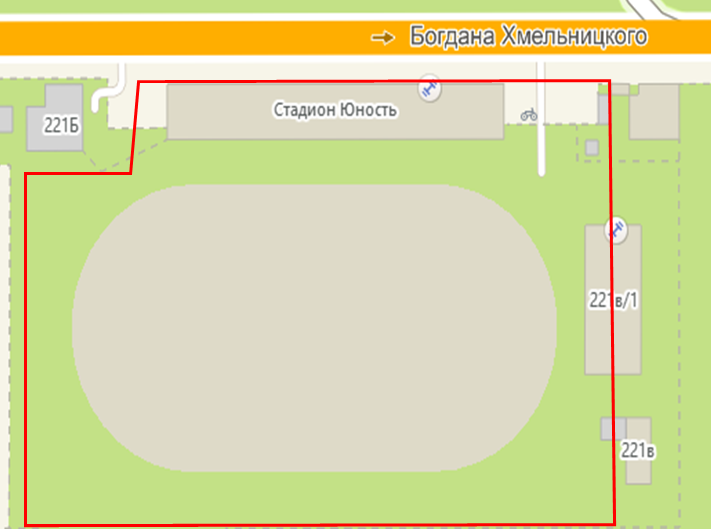 Богдана Хмельницкого
Стадион Юность
221Б
221в/1
221в